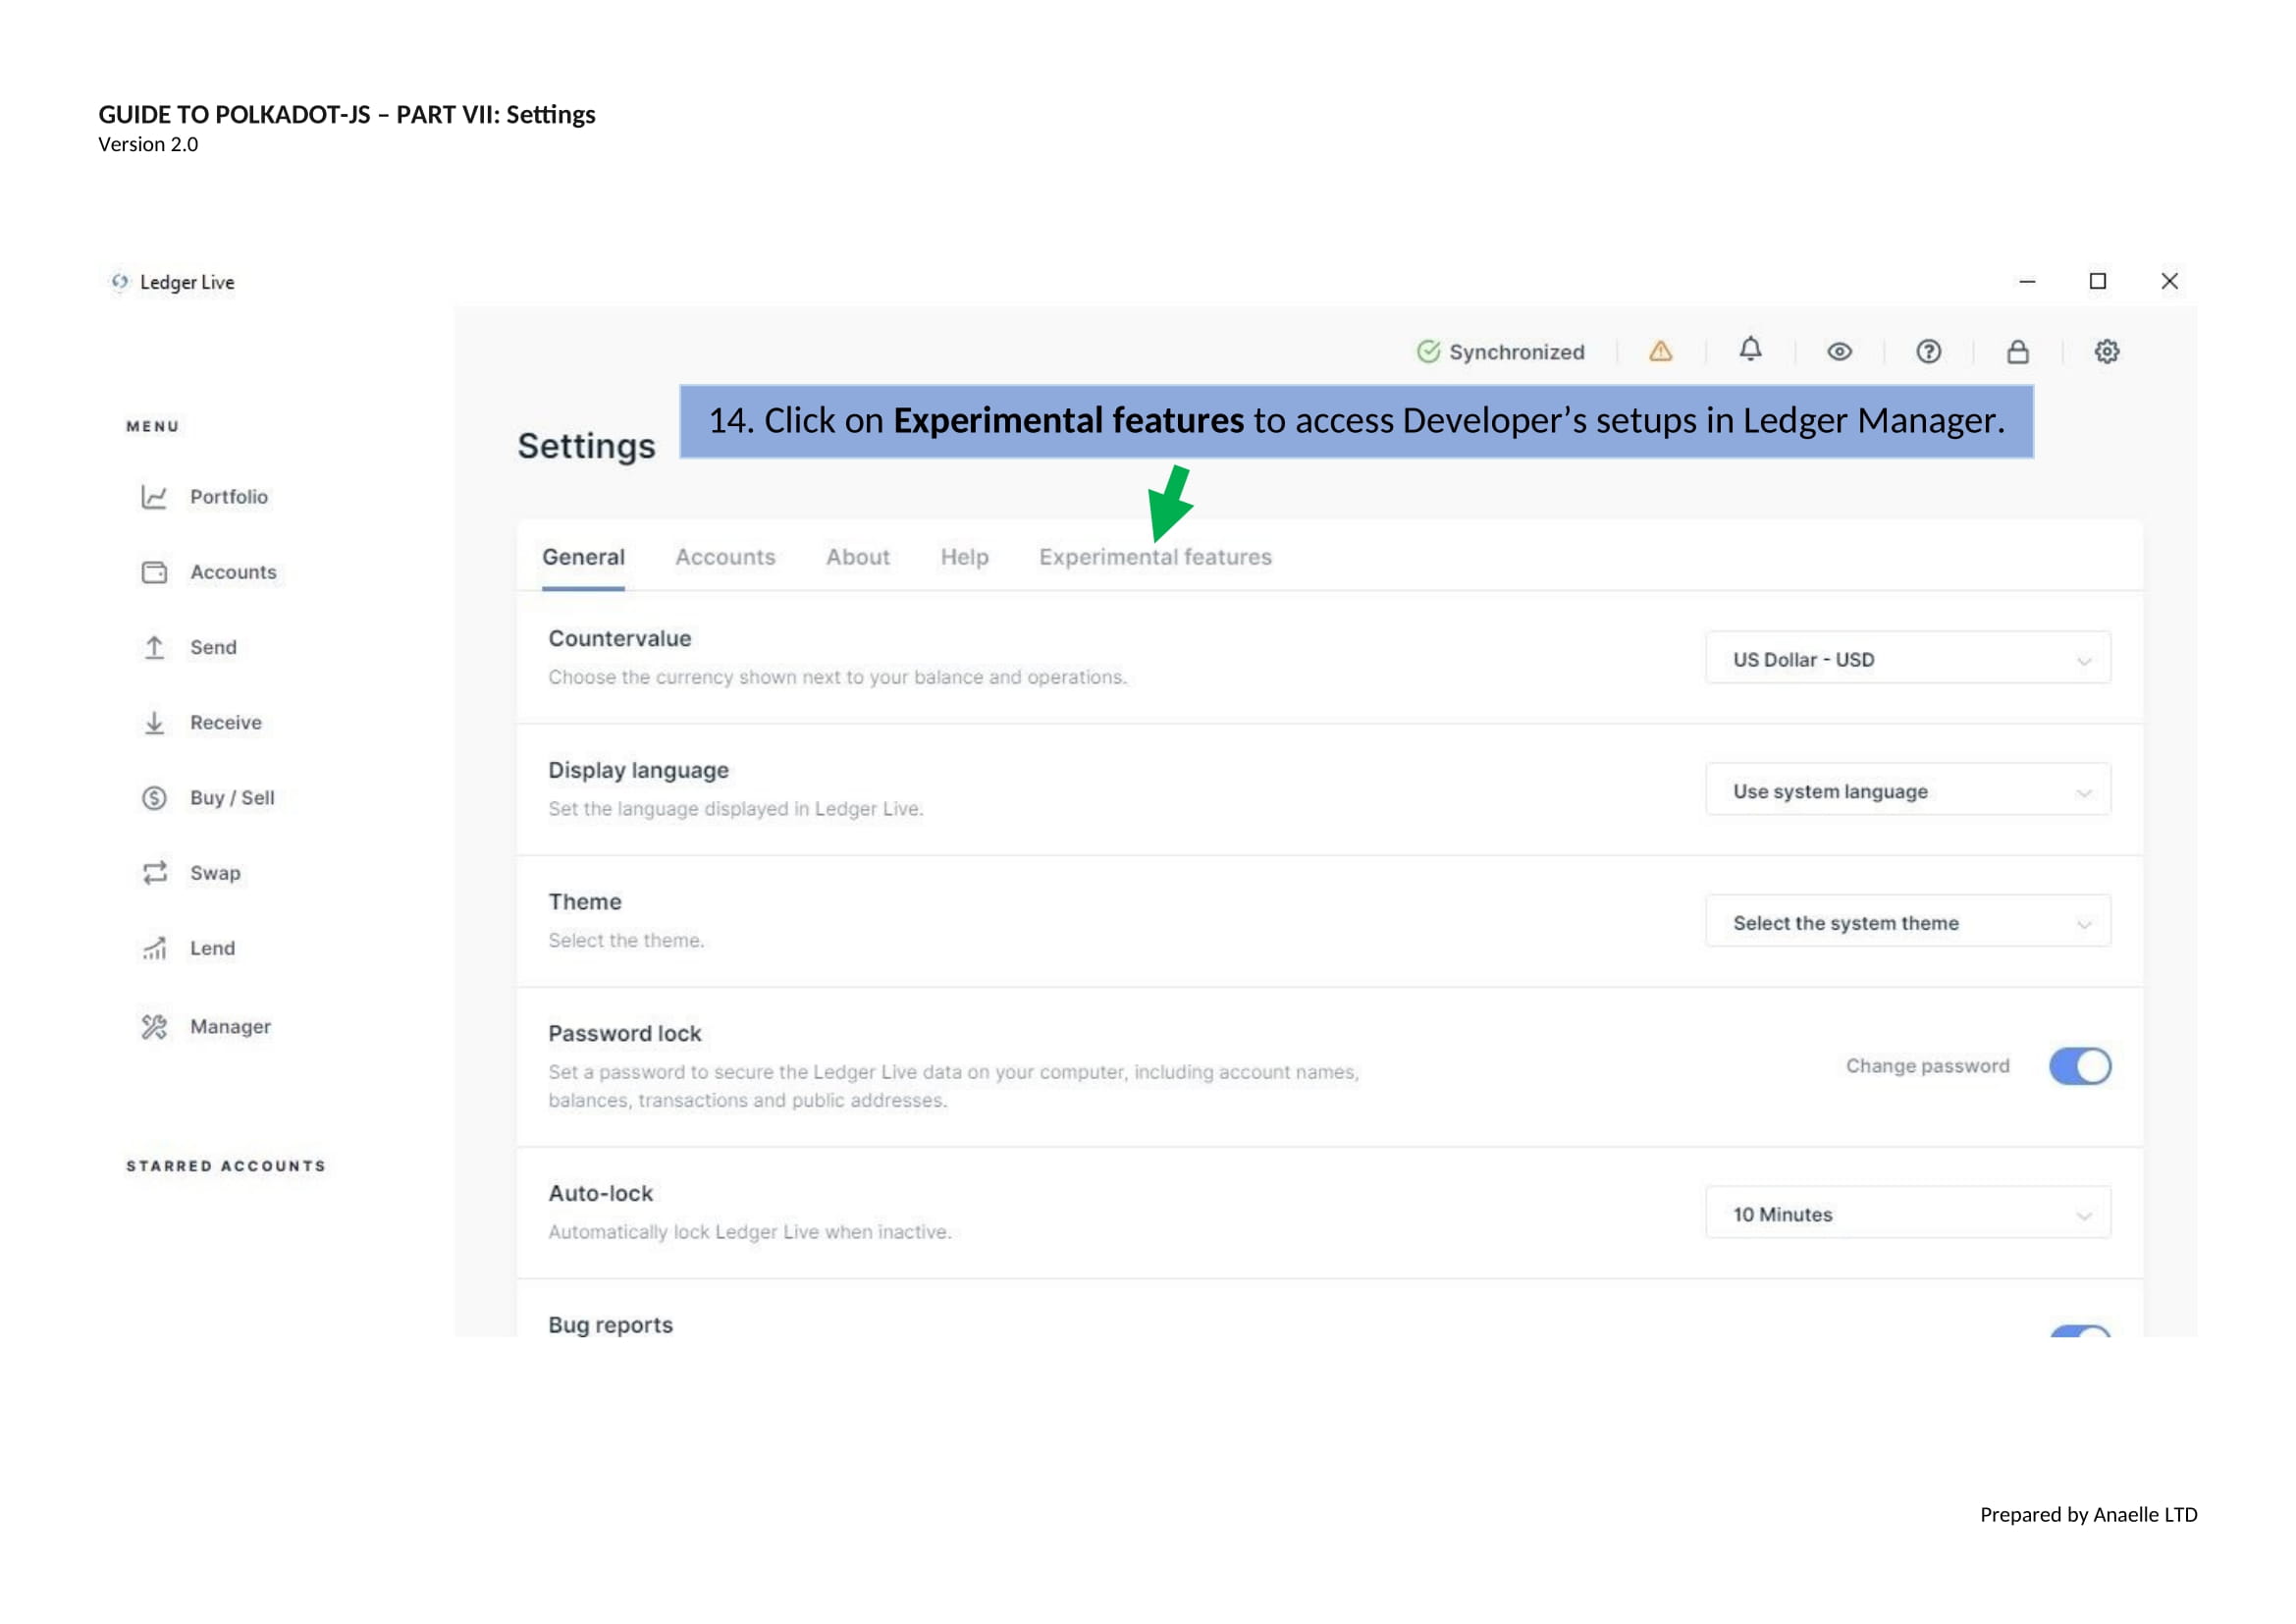 GUIDE TO POLKADOT-JS – PART VII: Settings
Version 2.0
Ledger Live
Synchronized
14. Click on Experimental features to access Developer’s setups in Ledger Manager.
MENU
Portfolio
Accounts
Send
Receive
Buy / Sell
Swap
Lend
Manager
STARRED ACCOUNTS
Settings
General Accounts About Help Experimental features
Countervalue
Choose the currency shown next to your balance and operations.
US Dollar - USD
Display language
Set the language displayed in Ledger Live.
Use system language
Theme
Select the theme.
Select the system theme
Password lock
Set a password to secure the Ledger Live data on your computer, including account names,
balances, transactions and public addresses.
Change password
Auto-lock
Automatically lock Ledger Live when inactive.
10 Minutes
Bug reports
Prepared by Anaelle LTD